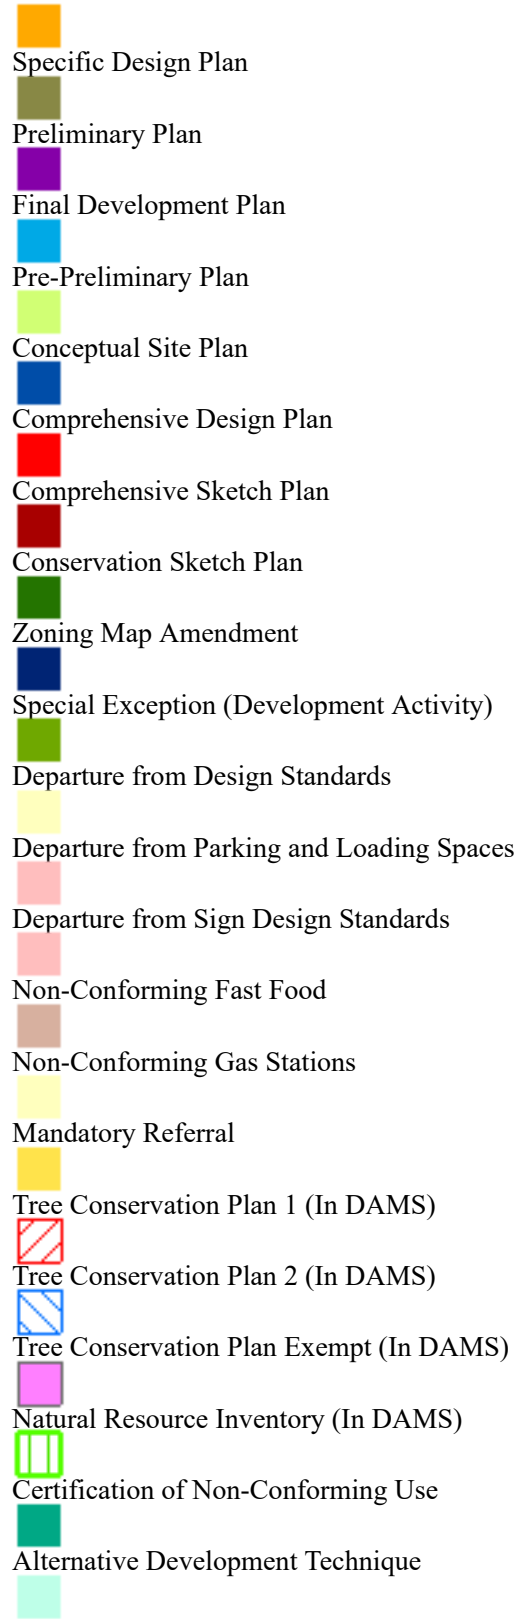 Specific Design Plan
Preliminary Plan
Final Development Plan
Pre-Preliminary Plan
Conceptual Site Plan
Comprehensive Design Plan
Comprehensive Sketch Plan
Conservation Sketch Plan
Zoning Map Amendment
Special Exception (Development Activity)
Departure from Design Standards
Departure from Parking and Loading Spaces
Departure from Sign Design Standards
Non-Conforming Fast Food
Non-Conforming Gas Stations
Mandatory Referral
Tree Conservation Plan 1 (In DAMS)
Tree Conservation Plan 2 (In DAMS)
Tree Conservation Plan Exempt (In DAMS)
Natural Resource Inventory (In DAMS)
Certification of Non-Conforming Use
Alternative Development Technique